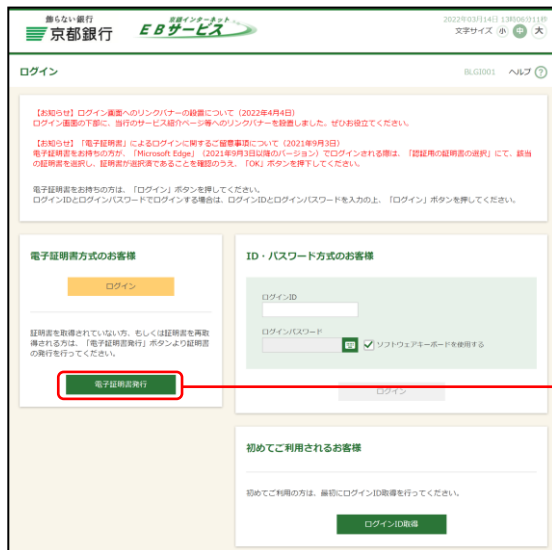 飾らない銀行
京都銀行
京銀インターネット
EBサービス
2022年03月14日 13時06分11秒
文字サイズ 小 中 大
ログイン
BLGI001 ヘルプ ?
【お知らせ】ログイン画面へのリンクバナーの設置について（2022年4月4日）
ログイン画面の下部に、当行のサービス紹介ページ等へのリンクバナーを設置しました。ぜひお役立てください。
【お知らせ】「電子証明書」によるログインに関するご留意事項について（2021年9月3日）
電子証明書をお持ちの方が、「Microsoft Edge」（2021年9月3日以降のバージョン）でログインされる際は、「認証用の証明書の選択」にて、該当
の証明書を選択し、証明書が選択済であることを確認のうえ、「OK」ボタンを押下してください。
電子証明書をお持ちの方は、「ログイン」ボタンを押してください。
ログインIDとログインパスワードでログインする場合は、ログインIDとログインパスワードを入力の上、「ログイン」ボタンを押してください。
電子証明書方式のお客様
ログイン
証明書を取得されていない方、もしくは証明書を再取
得される方は、「電子証明書発行」ボタンより証明書
の発行を行ってください。
電子証明書発行
ID・パスワード方式のお客様
ログインID
ログインパスワード
ソフトウェアキーボードを使用する
ログイン
初めてご利用されるお客様
初めてご利用の方は、最初にログインID取得を行ってください。
ログインID取得